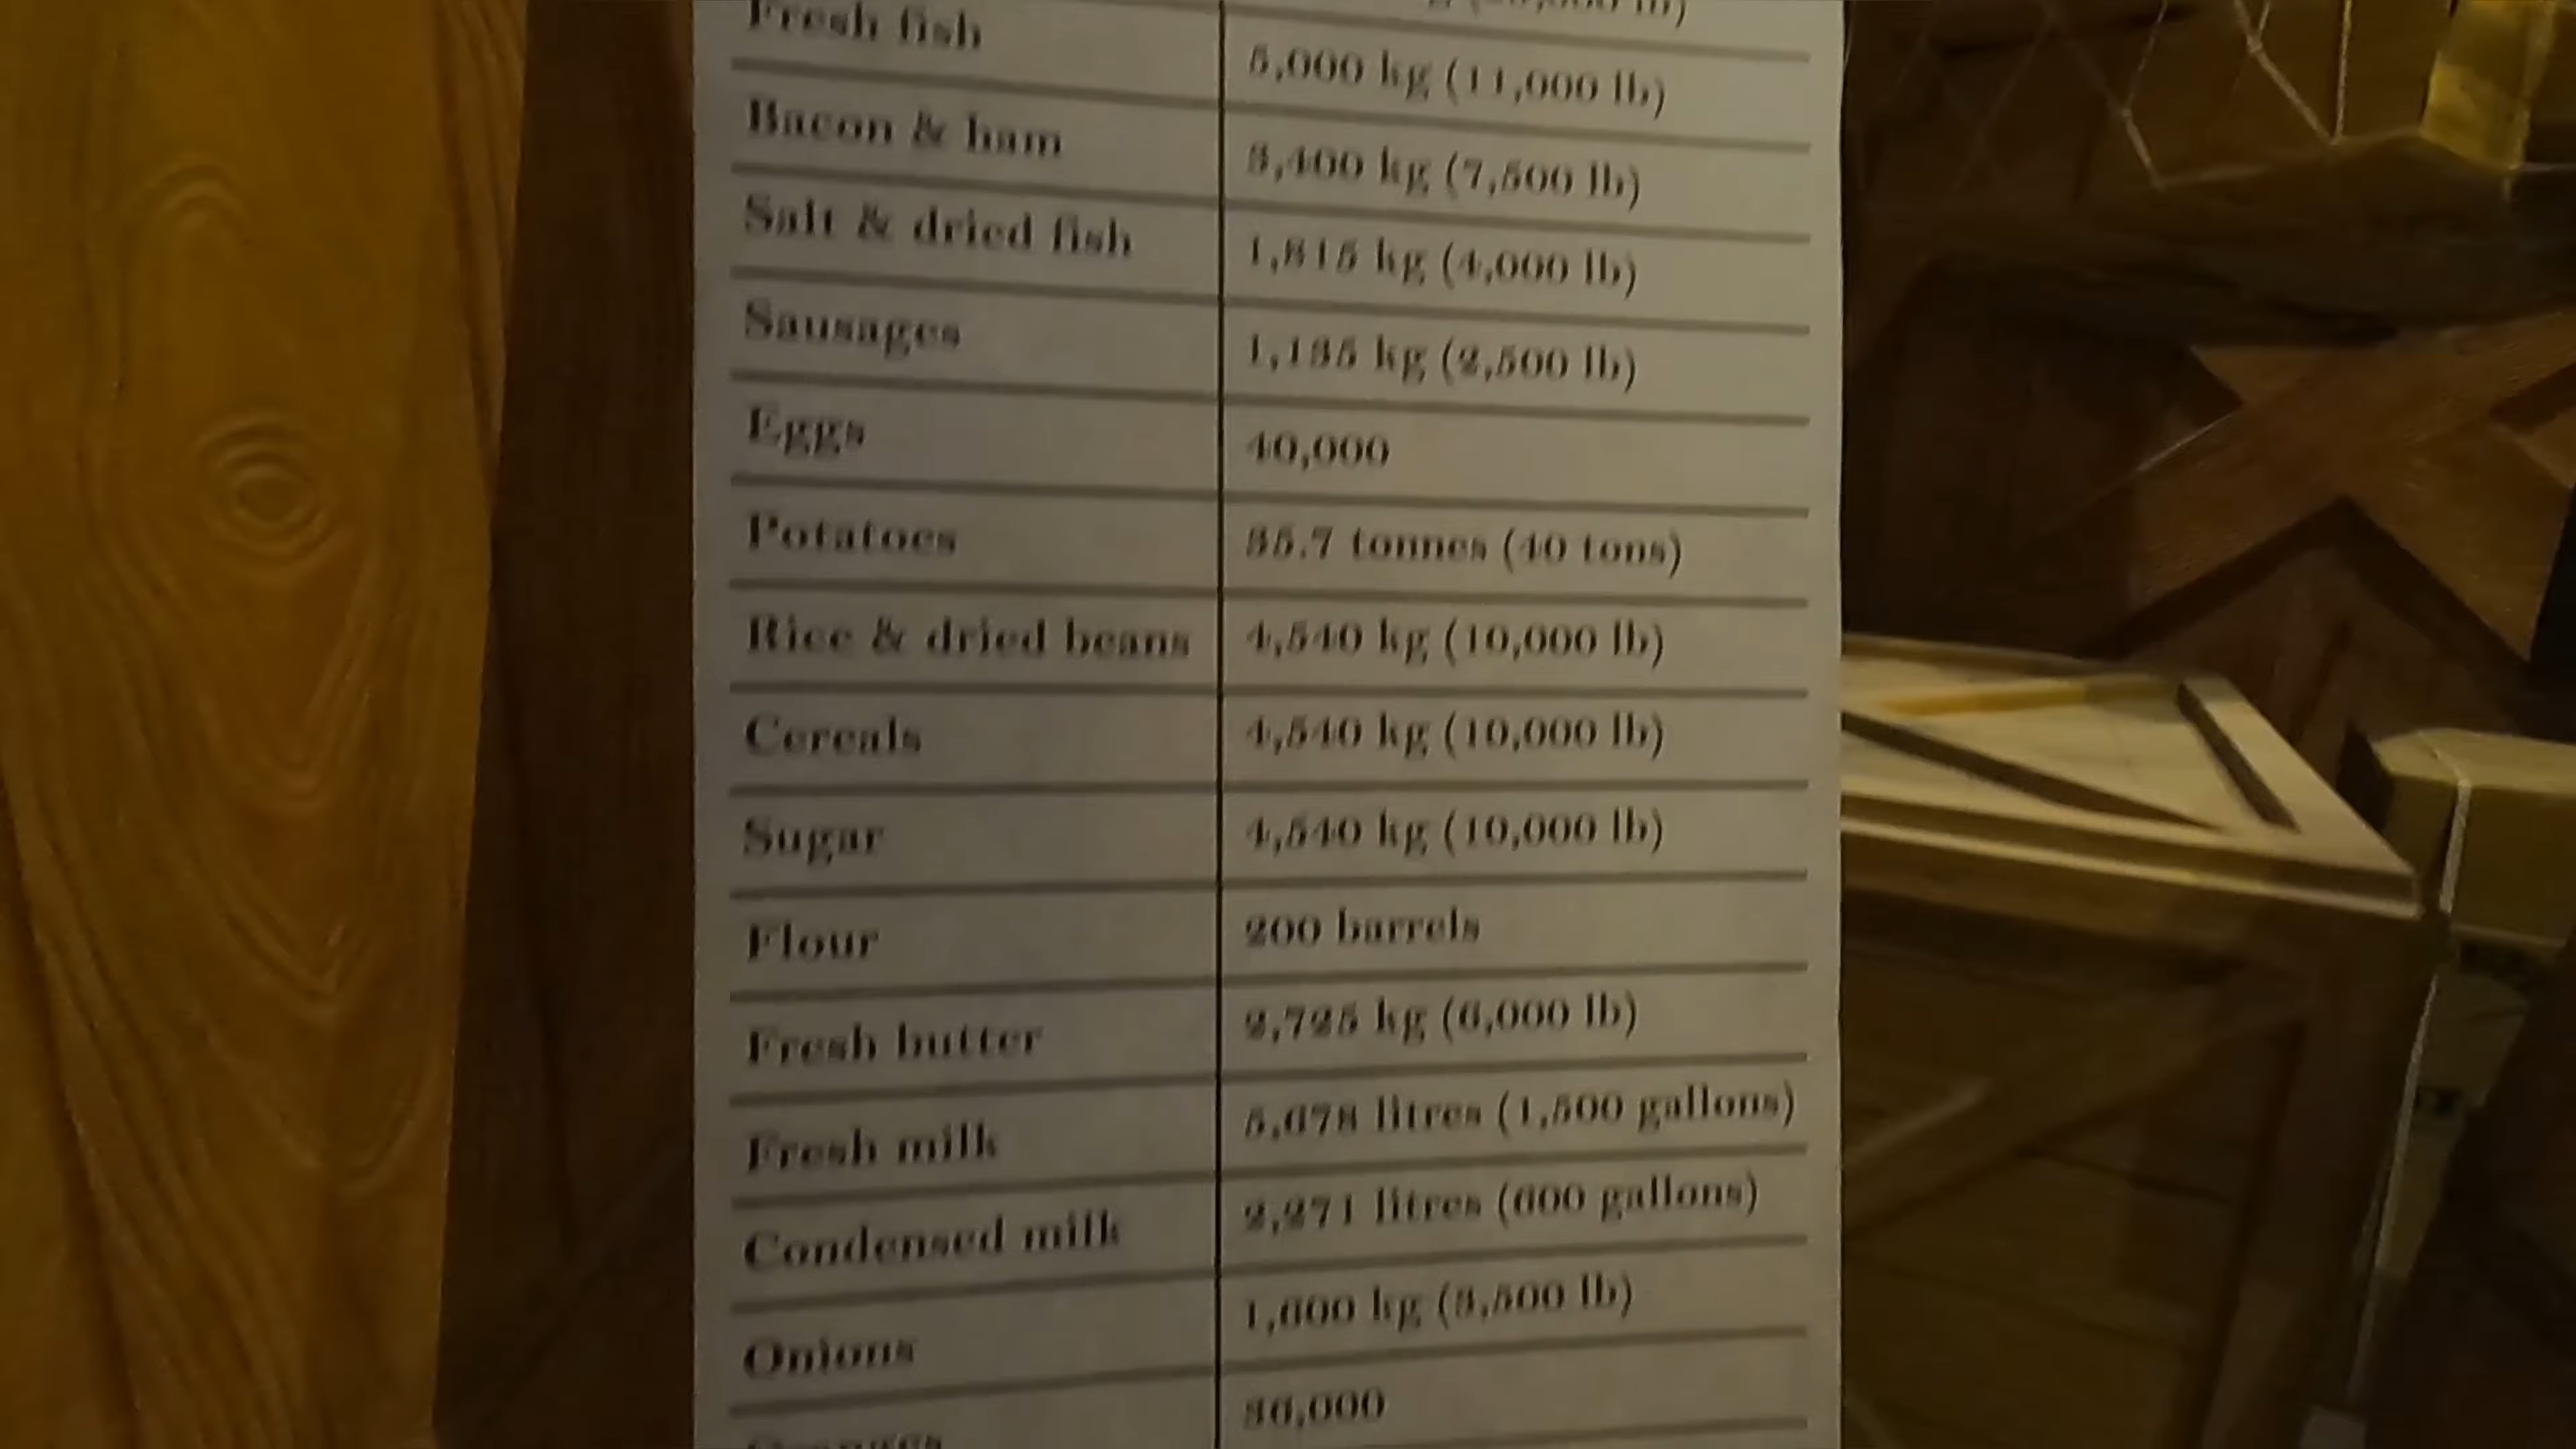 Fresh fish 5,000 kg (11,000 lb)
Bacon & ham 3,400 kg (7,500 lb)
Salt & dried fish 1,815 kg (4,000 lb)
Sausages 1,135 kg (2,500 lb)
Eggs 40,000
Potatoes 35.7 tonnes (40 tons)
Rice & dried beans 4,540 kg (10,000 lb)
Cereals 4,540 kg (10,000 lb)
Sugar 4,540 kg (10,000 lb)
Flour 200 barrels
Fresh butter 2,725 kg (6,000 lb)
Fresh milk 5,678 litres (1,500 gallons)
Condensed milk 2,271 litres (600 gallons)
Onions 1,600 kg (3,500 lb)
36,000